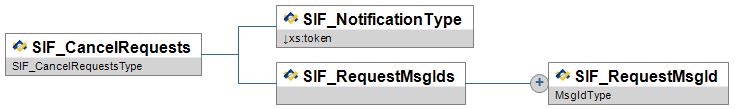 SIF_CancelRequests
SIF_CancelRequestsType
SIF_NotificationType
↓xs:token
SIF_RequestMsgIds
+
SIF_RequestMsgId
MsgIdType